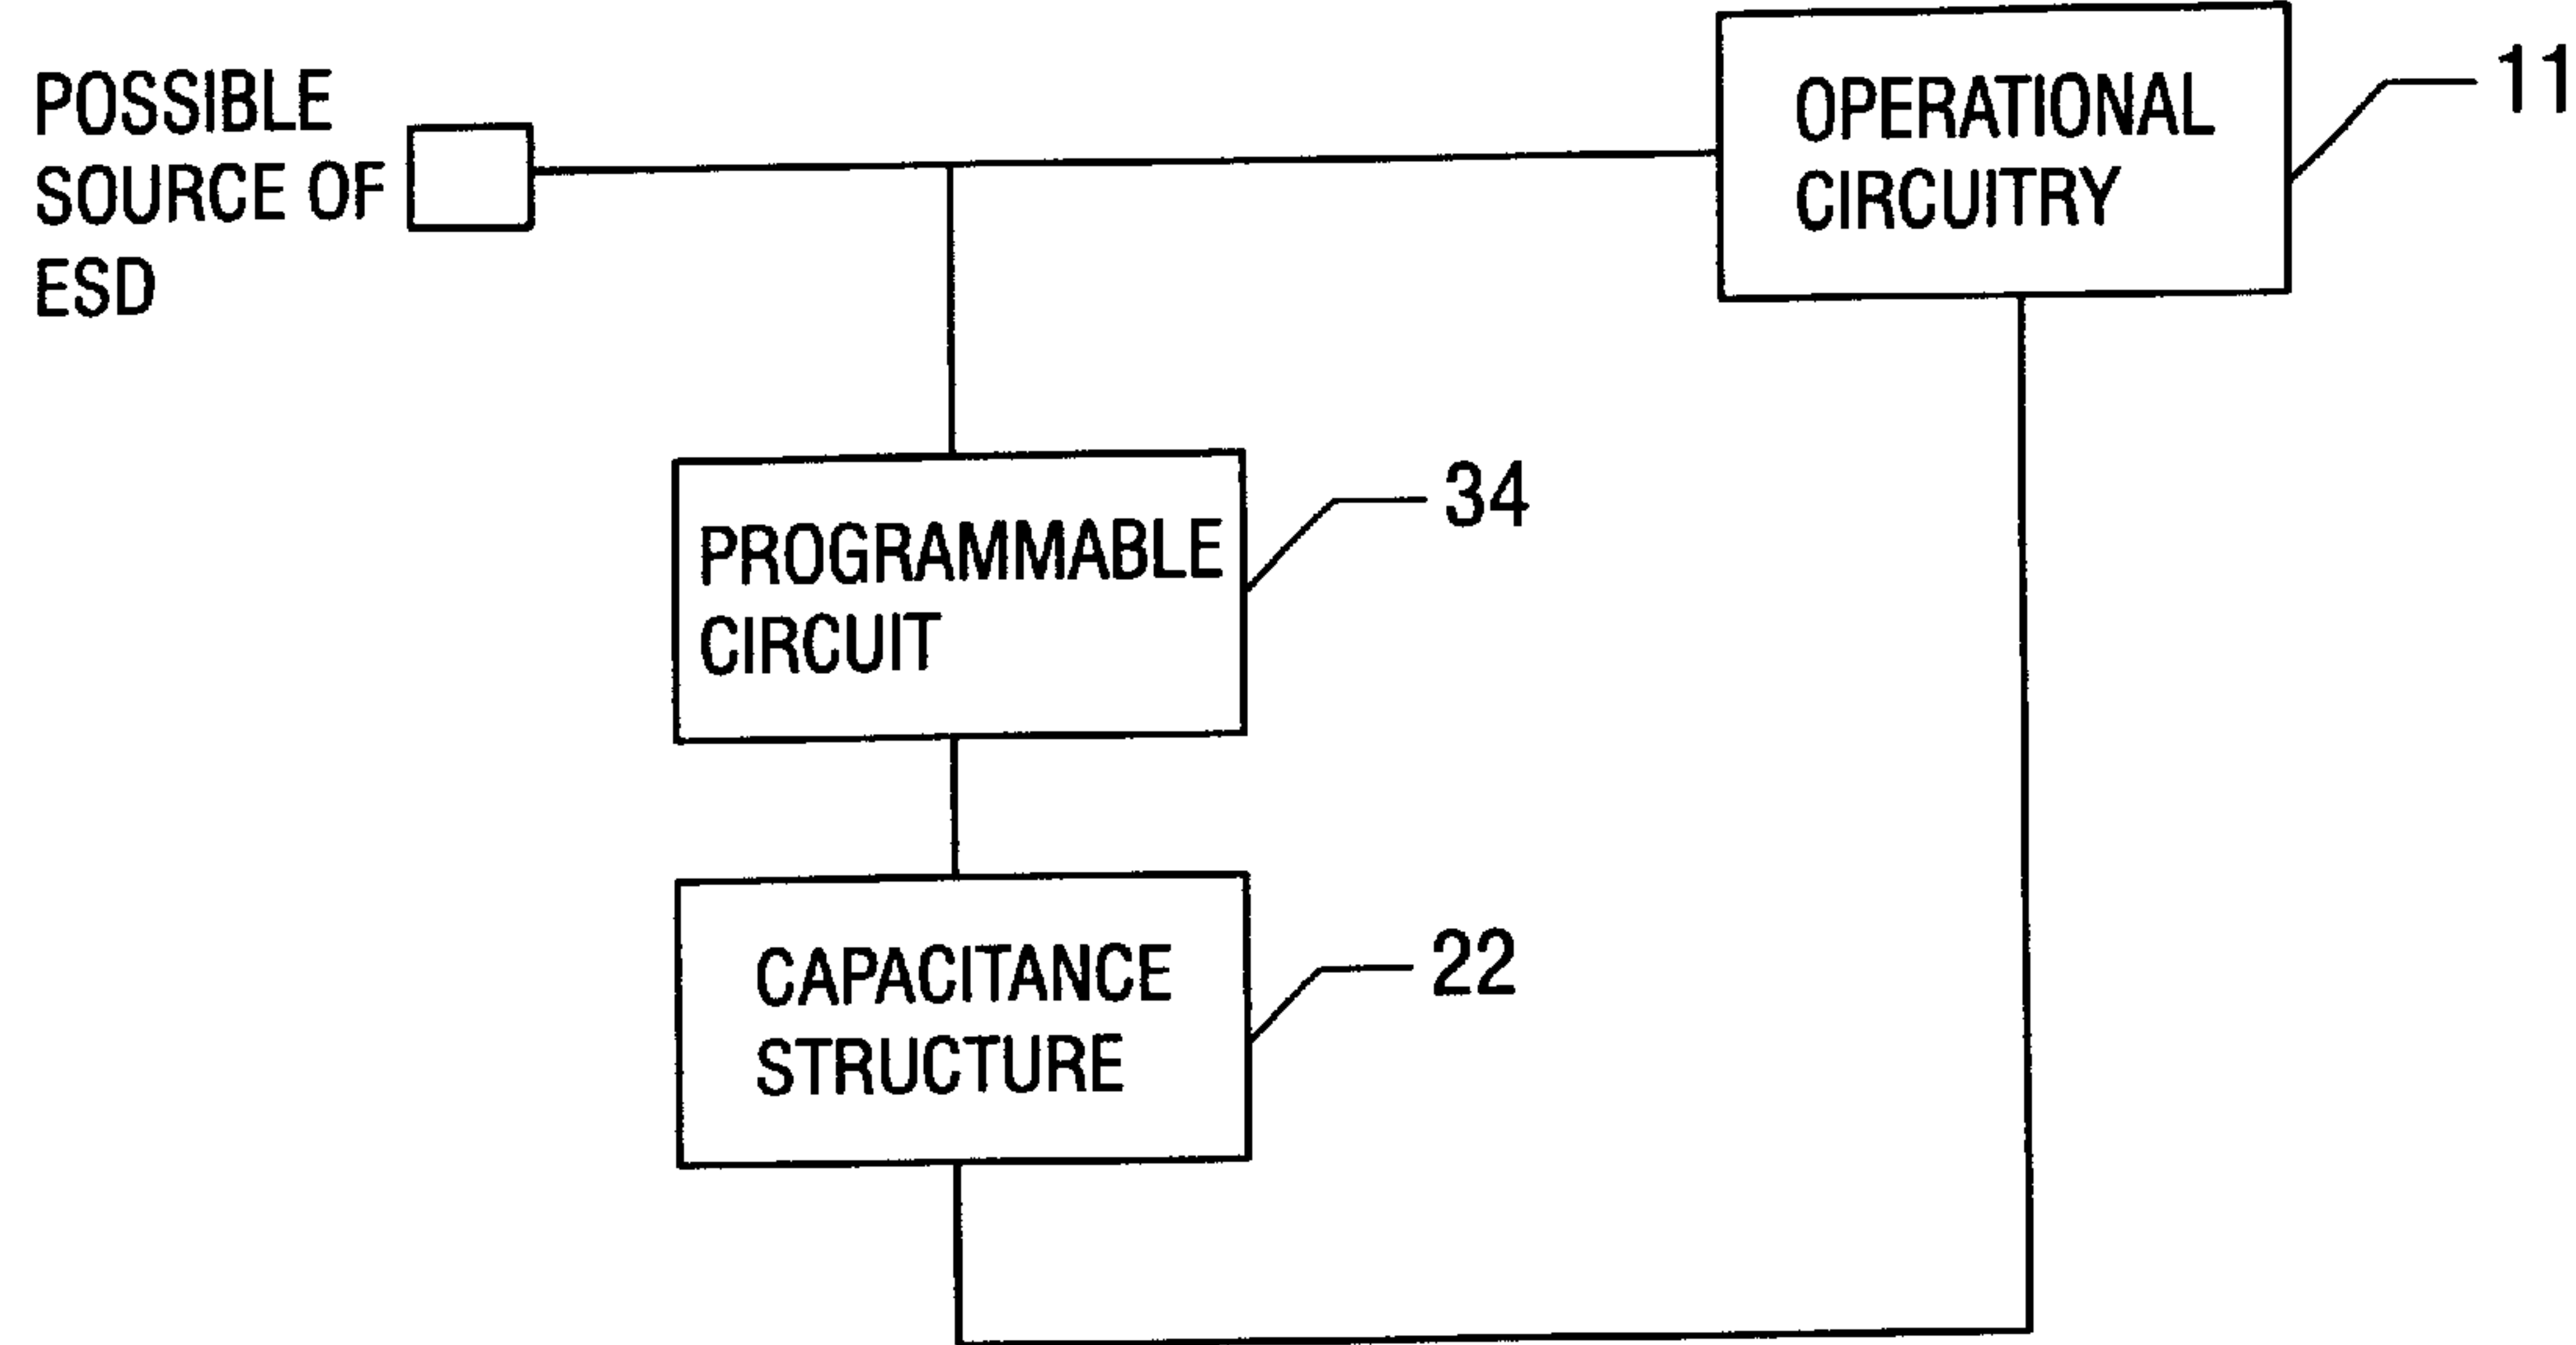 POSSIBLE
SOURCE OF
ESD
OPERATIONAL
CIRCUITRY
11
PROGRAMMABLE
CIRCUIT
34
CAPACITANCE
STRUCTURE
22